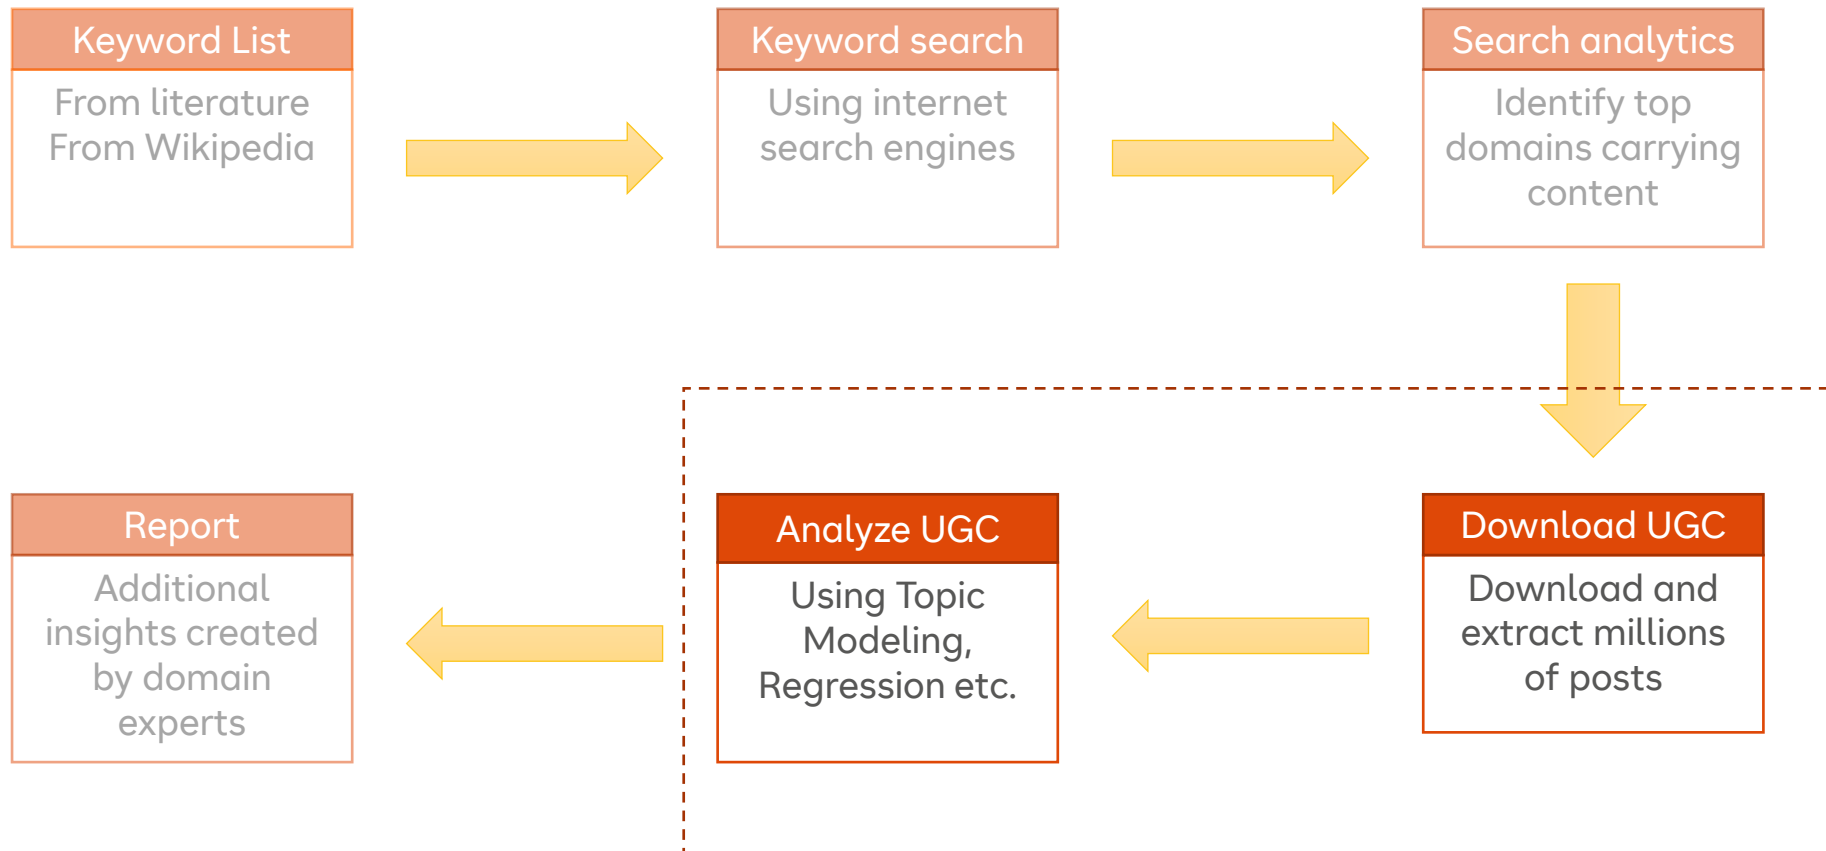 Keyword List
From literature
From Wikipedia
Keyword search
Using internet
search engines
Search analytics
Identify top
domains carrying
content
Download UGC
Download and
extract millions
of posts
Analyze UGC
Using Topic
Modeling,
Regression etc.
Report
Additional
insights created
by domain
experts